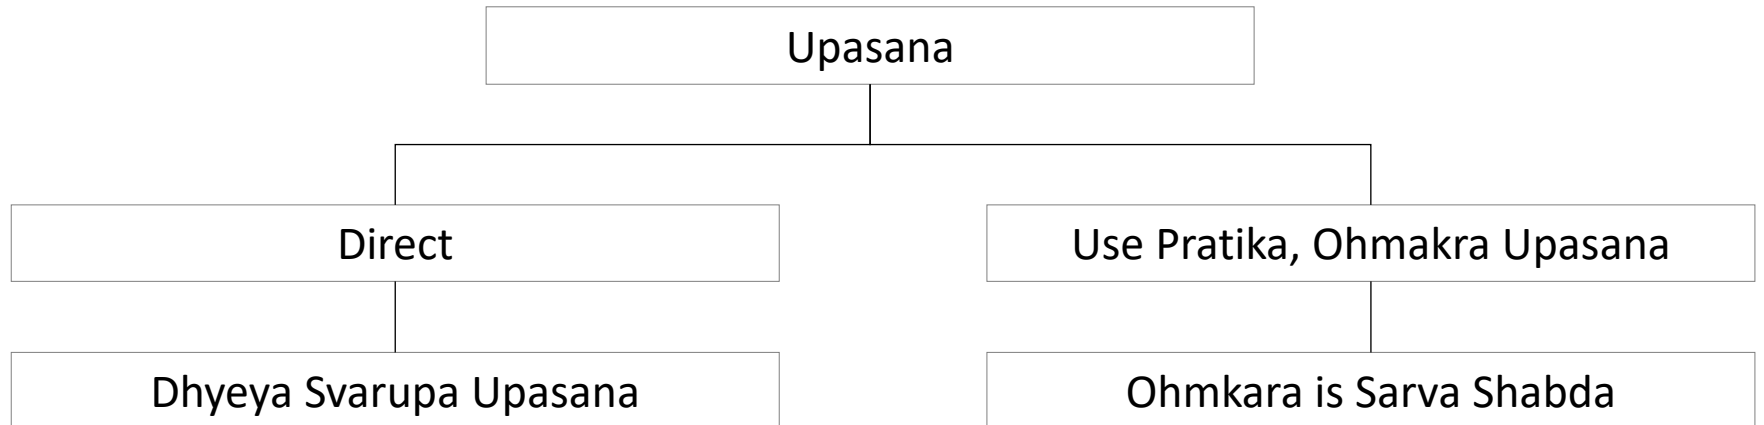 Upasana
Direct
Use Pratika, Ohmakra Upasana
Dhyeya Svarupa Upasana
Ohmkara is Sarva Shabda